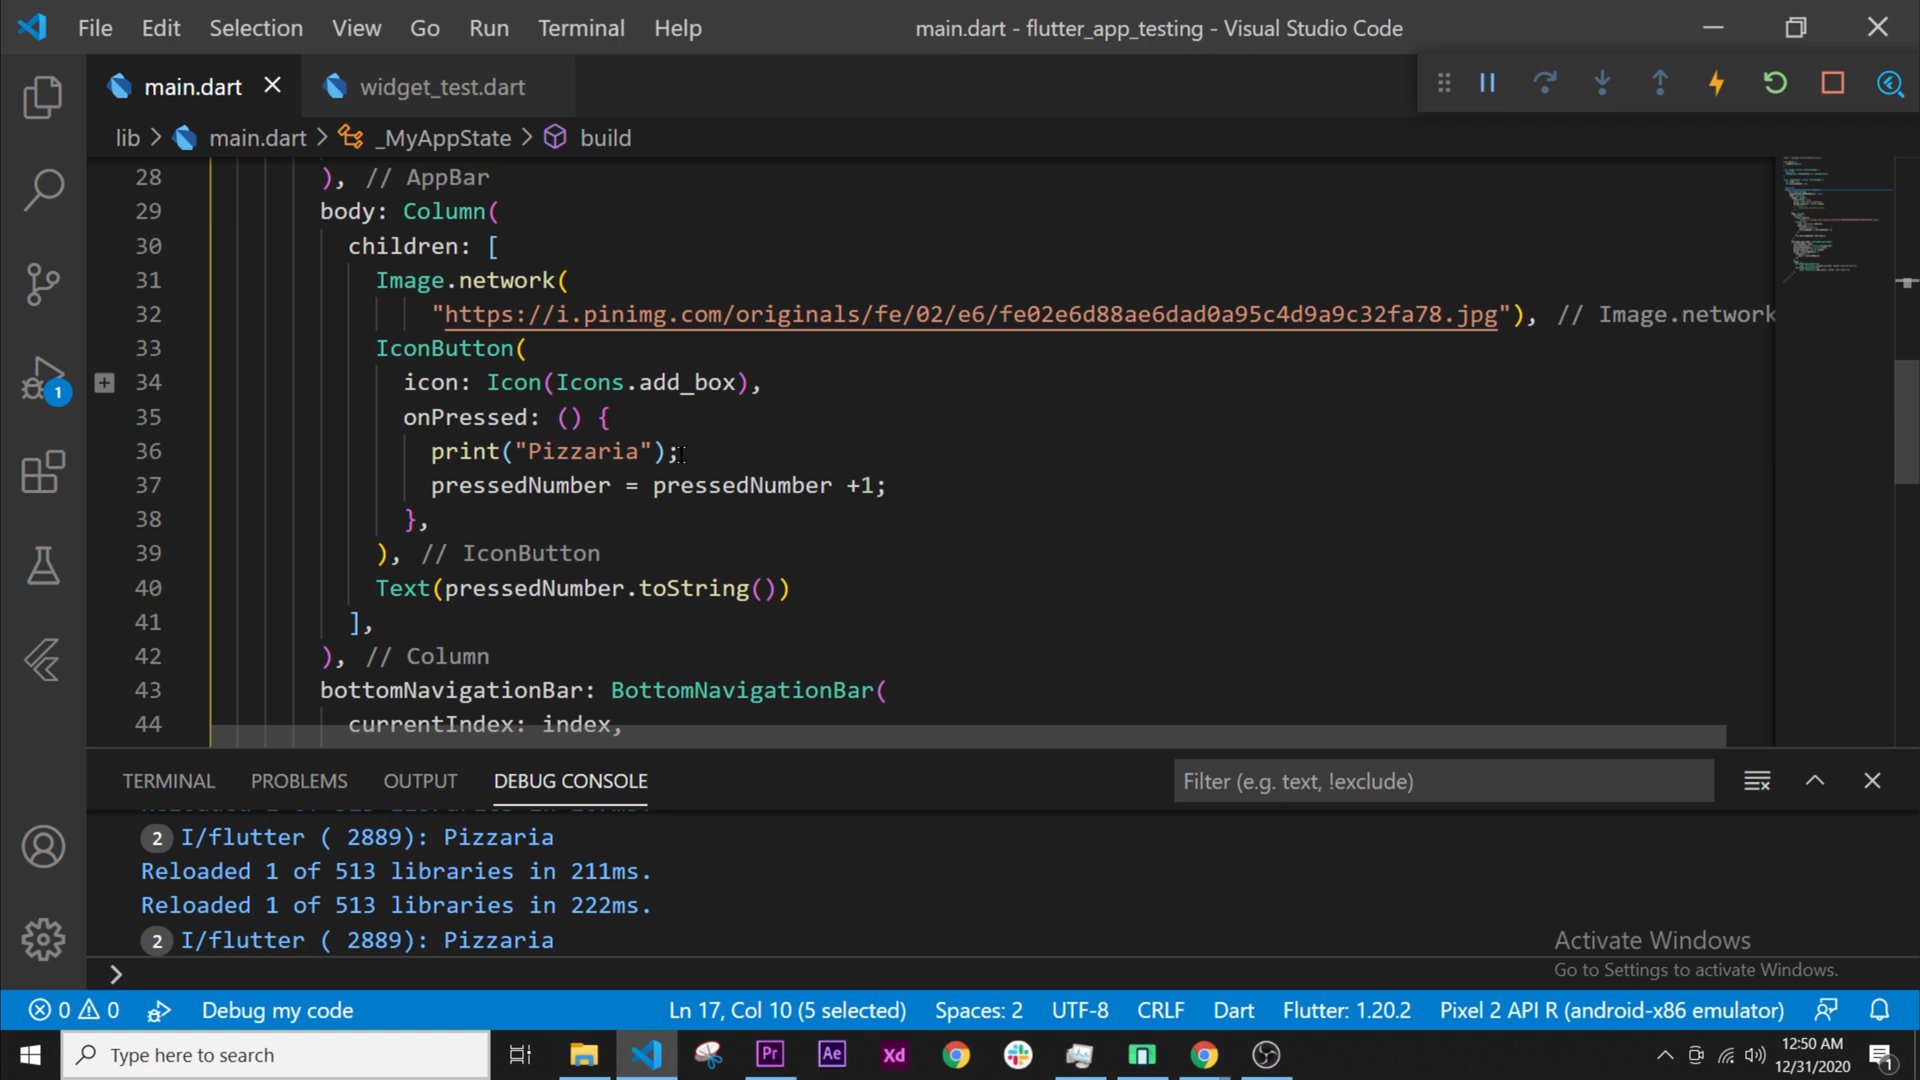 File Edit Selection View Go Run Terminal Help main.dart - flutter_app_testing - Visual Studio Code
main.dart widget_test.dart
lib > main.dart > _MyAppState > build
28 ), // AppBar
29 body: Column(
30 children: [
31 Image.network(
32 "https://i.pinimg.com/originals/fe/02/e6/fe02e6d88ae6dad0a95c4d9a9c32fa78.jpg"), // Image.network
33 IconButton(
34 icon: Icon(Icons.add_box),
35 onPressed: () {
36 print("Pizzaria");
37 pressedNumber = pressedNumber +1;
38 },
39 ), // IconButton
40 Text(pressedNumber.toString())
41 ],
42 ), // Column
43 bottomNavigationBar: BottomNavigationBar(
44 currentIndex: index,
1
TERMINAL PROBLEMS OUTPUT DEBUG CONSOLE Filter (e.g. text, !exclude)
2 I/flutter ( 2889): Pizzaria
Reloaded 1 of 513 libraries in 211ms.
Reloaded 1 of 513 libraries in 222ms.
2 I/flutter ( 2889): Pizzaria
Activate Windows
Go to Settings to activate Windows.
0 0 Debug my code Ln 17, Col 10 (5 selected) Spaces: 2 UTF-8 CRLF Dart Flutter: 1.20.2 Pixel 2 API R (android-x86 emulator)
Type here to search Pr Ae Xd 12:50 AM
12/31/2020 1